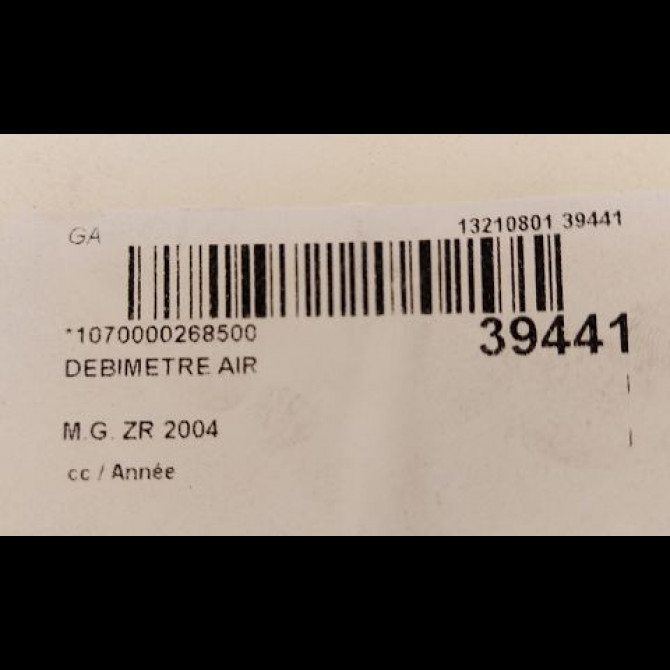 GA
13210801 39441
*1070000268500
39441
DEBIMETRE AIR
M.G. ZR 2004
cc / Année